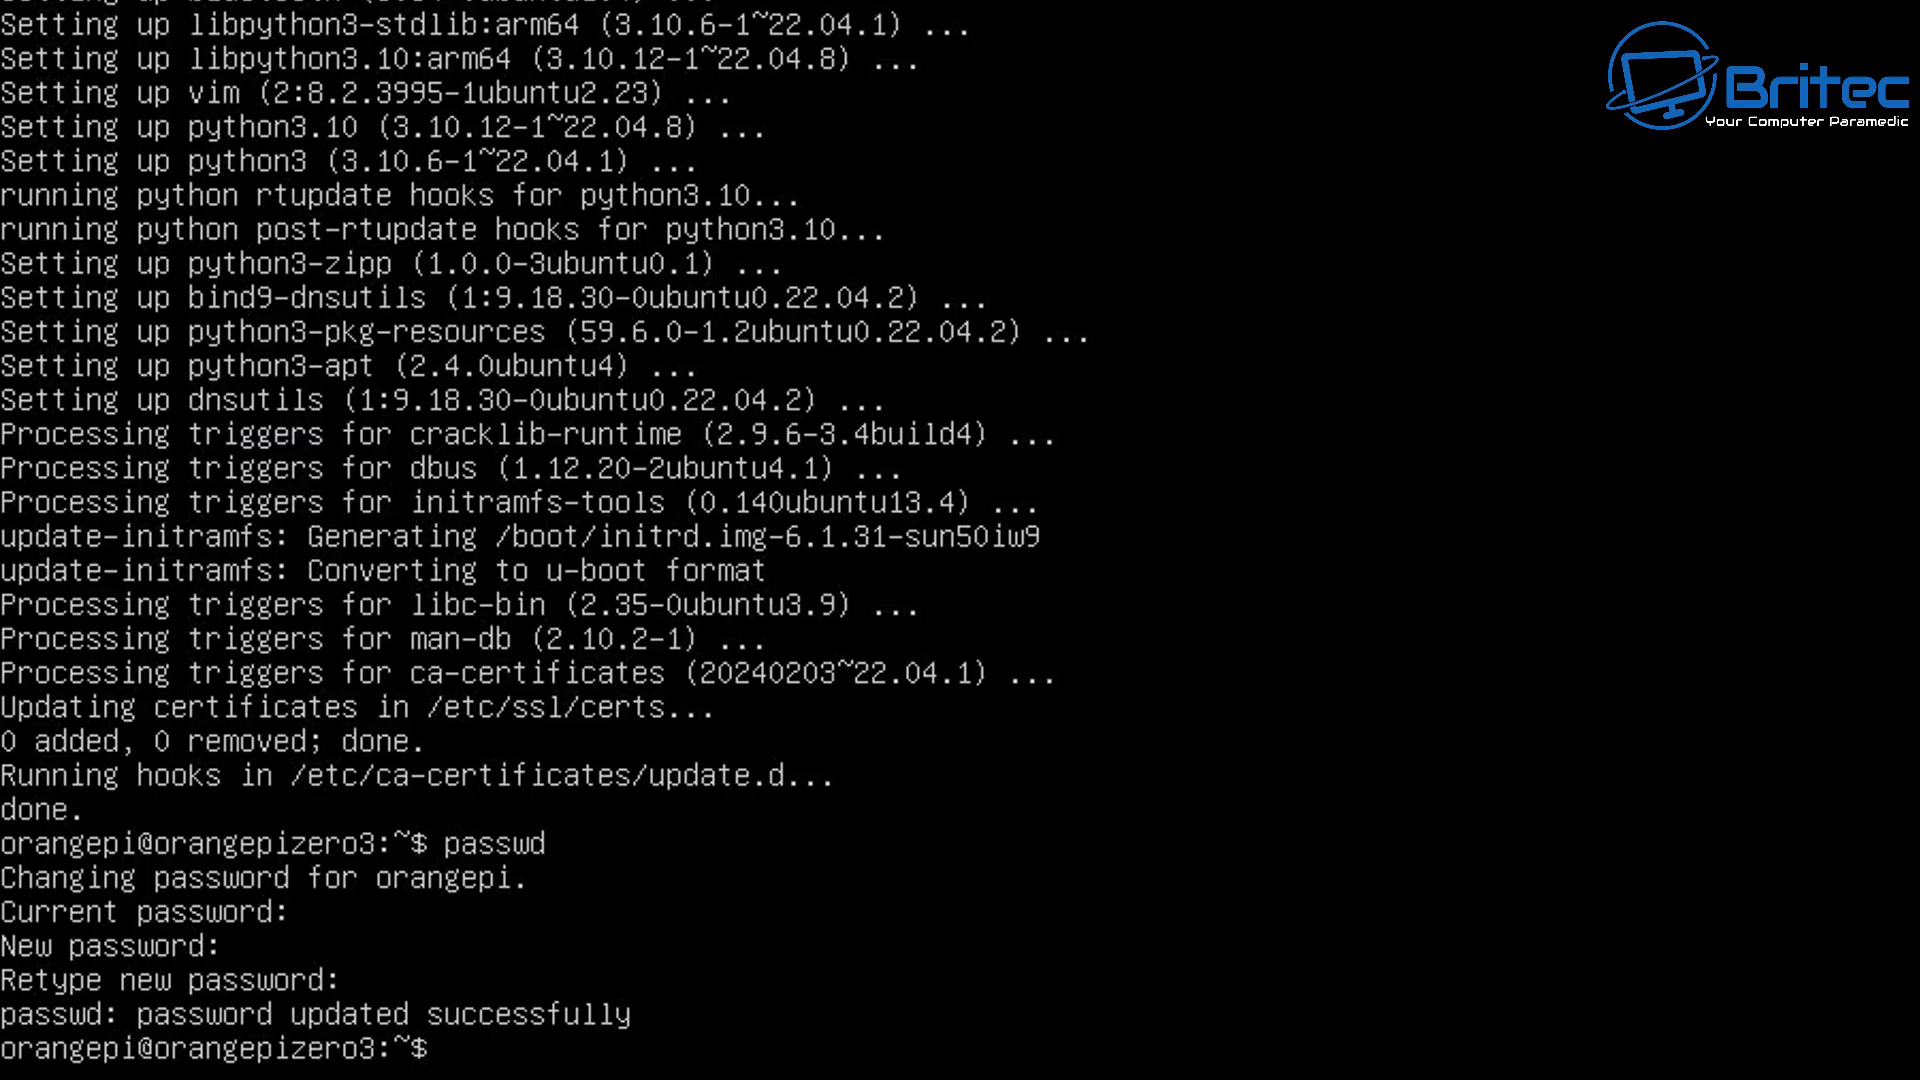 Setting up libpython3-stdlib:arm64 (3.10.6-1~22.04.1) ...
Setting up libpython3.10:arm64 (3.10.12-1~22.04.8) ...
Setting up vim (2:8.2.3995-1ubuntu2.23) ...
Setting up python3.10 (3.10.12-1~22.04.8) ...
Setting up python3 (3.10.6-1~22.04.1) ...
running python rtupdate hooks for python3.10...
running python post-rtupdate hooks for python3.10...
Setting up python3-zipp (1.0.0-3ubuntu0.1) ...
Setting up bind9-dnsutils (1:9.18.30-0ubuntu0.22.04.2) ...
Setting up python3-pkg-resources (59.6.0-1.2ubuntu0.22.04.2) ...
Setting up python3-apt (2.4.0ubuntu4) ...
Setting up dnsutils (1:9.18.30-0ubuntu0.22.04.2) ...
Processing triggers for cracklib-runtime (2.9.6-3.4build4) ...
Processing triggers for dbus (1.12.20-2ubuntu4.1) ...
Processing triggers for initramfs-tools (0.140ubuntu13.4) ...
update-initramfs: Generating /boot/initrd.img-6.1.31-sun50iw9
update-initramfs: Converting to u-boot format
Processing triggers for libc-bin (2.35-0ubuntu3.9) ...
Processing triggers for man-db (2.10.2-1) ...
Processing triggers for ca-certificates (20240203~22.04.1) ...
Updating certificates in /etc/ssl/certs...
0 added, 0 removed; done.
Running hooks in /etc/ca-certificates/update.d...
done.
orangepi@orangepizero3:~$ passwd
Changing password for orangepi.
Current password:
New password:
Retype new password:
passwd: password updated successfully
orangepi@orangepizero3:~$
Britec
Your Computer Paramedic